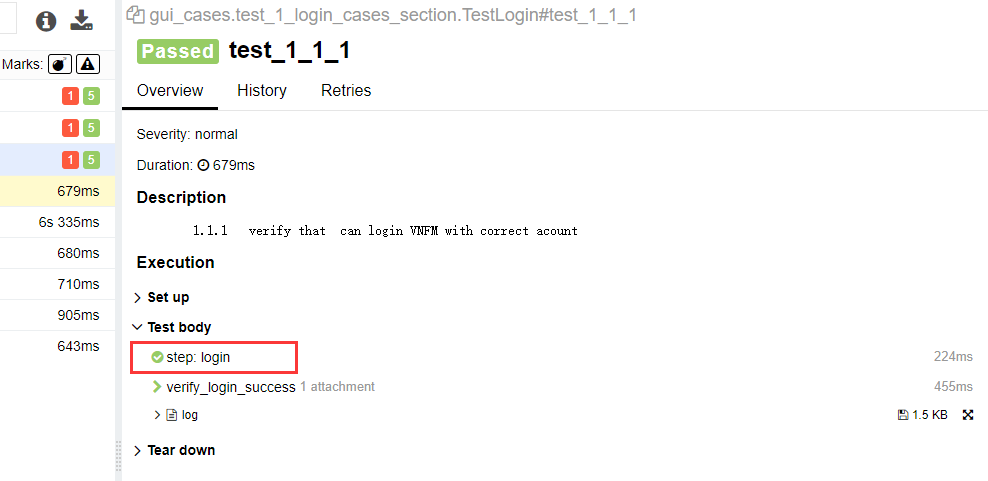 gui_cases.test_1_login_cases_section.TestLogin#test_1_1_1
Passed test_1_1_1
Marks:
Overview History Retries
1 5
1 5
1 5
679ms
6s 335ms
680ms
710ms
905ms
643ms
Severity: normal
Duration: 679ms
Description
1.1.1 verify that can login VNFM with correct acount
Execution
Set up
Test body
step: login 224ms
verify_login_success 1 attachment 455ms
log 1.5 KB
Tear down